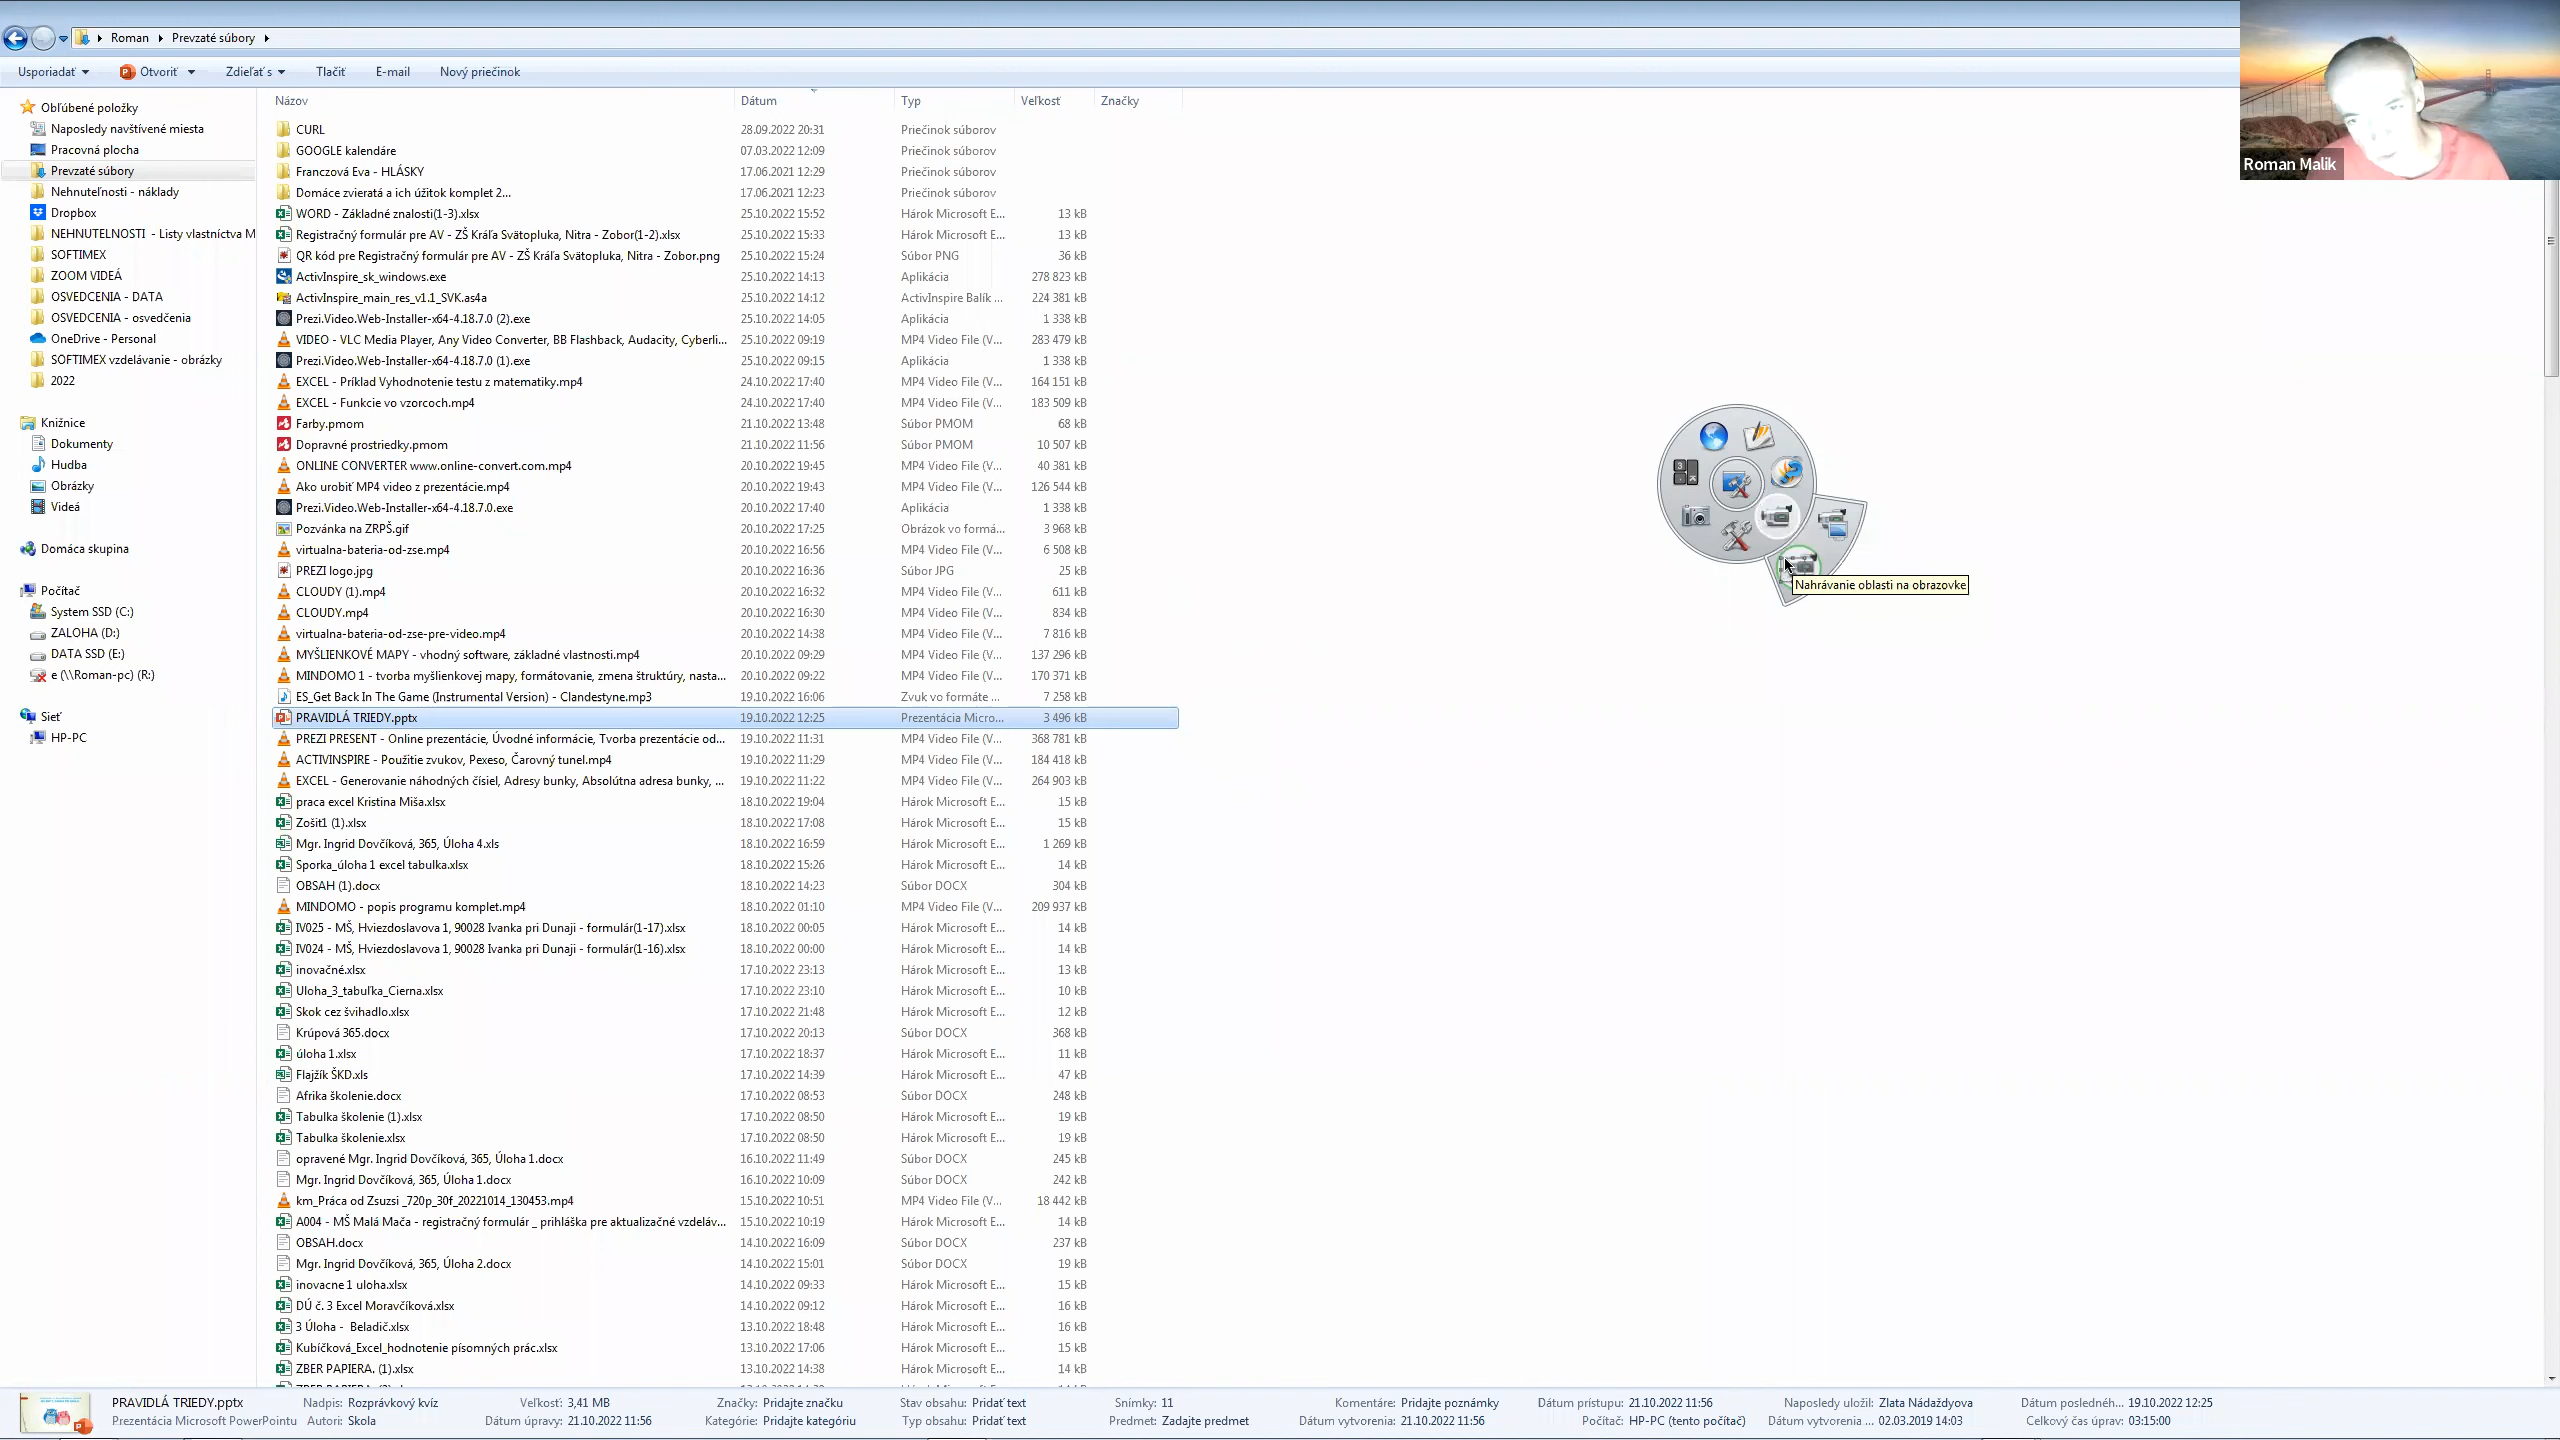 Roman Prevzaté súbory
Usporiadať Otvoriť Zdieľať s Tlačiť E-mail Nový priečinok
Roman Malik
Obľúbené položky
Naposledy navštívené miesta
Pracovná plocha
Prevzaté súbory
Nehnuteľnosti - náklady
Dropbox
NEHNUTELNOSTI - Listy vlastníctva M
SOFTIMEX
ZOOM VIDEÁ
OSVEDCENIA - DATA
OSVEDCENIA - osvedčenia
OneDrive - Personal
SOFTIMEX vzdelávanie - obrázky
2022
Knižnice
Dokumenty
Hudba
Obrázky
Videá
Domáca skupina
Počítač
System SSD (C:)
ZALOHA (D:)
DATA SSD (E:)
e (\\Roman-pc) (R:)
Sieť
HP-PC
Názov Dátum Typ Veľkosť Značky
CURL 28.09.2022 20:31 Priečinok súborov
GOOGLE kalendáre 07.03.2022 12:09 Priečinok súborov
Franczová Eva - HLÁSKY 17.06.2021 12:29 Priečinok súborov
Domáce zvieratá a ich úžitok komplet 2... 17.06.2021 12:23 Priečinok súborov
WORD - Základné znalosti(1-3).xlsx 25.10.2022 15:52 Hárok Microsoft E... 13 kB
Registračný formulár pre AV - ZŠ Kráľa Svätopluka, Nitra - Zobor(1-2).xlsx 25.10.2022 15:33 Hárok Microsoft E... 13 kB
QR kód pre Registračný formulár pre AV - ZŠ Kráľa Svätopluka, Nitra - Zobor.png 25.10.2022 15:24 Súbor PNG 36 kB
ActivInspire_sk_windows.exe 25.10.2022 14:13 Aplikácia 278 823 kB
ActivInspire_main_res_v1.1_SVK.as4a 25.10.2022 14:12 ActivInspire Balík ... 224 381 kB
Prezi.Video.Web-Installer-x64-4.18.7.0 (2).exe 25.10.2022 14:05 Aplikácia 1 338 kB
VIDEO - VLC Media Player, Any Video Converter, BB Flashback, Audacity, Cyberli... 25.10.2022 09:19 MP4 Video File (V... 283 479 kB
Prezi.Video.Web-Installer-x64-4.18.7.0 (1).exe 25.10.2022 09:15 Aplikácia 1 338 kB
EXCEL - Príklad Vyhodnotenie testu z matematiky.mp4 24.10.2022 17:40 MP4 Video File (V... 164 151 kB
EXCEL - Funkcie vo vzorcoch.mp4 24.10.2022 17:40 MP4 Video File (V... 183 509 kB
Farby.pmom 21.10.2022 13:48 Súbor PMOM 68 kB
Dopravné prostriedky.pmom 21.10.2022 11:56 Súbor PMOM 10 507 kB
ONLINE CONVERTER www.online-convert.com.mp4 20.10.2022 19:45 MP4 Video File (V... 40 381 kB
Ako urobiť MP4 video z prezentácie.mp4 20.10.2022 19:43 MP4 Video File (V... 126 544 kB
Prezi.Video.Web-Installer-x64-4.18.7.0.exe 20.10.2022 17:40 Aplikácia 1 338 kB
Pozvánka na ZRPŠ.gif 20.10.2022 17:25 Obrázok vo formá... 3 968 kB
virtualna-bateria-od-zse.mp4 20.10.2022 16:56 MP4 Video File (V... 6 508 kB
PREZI logo.jpg 20.10.2022 16:36 Súbor JPG 25 kB
CLOUDY (1).mp4 20.10.2022 16:32 MP4 Video File (V... 611 kB
CLOUDY.mp4 20.10.2022 16:30 MP4 Video File (V... 834 kB
virtualna-bateria-od-zse-pre-video.mp4 20.10.2022 14:38 MP4 Video File (V... 7 816 kB
MYŠLIENKOVÉ MAPY - vhodný software, základné vlastnosti.mp4 20.10.2022 09:29 MP4 Video File (V... 137 296 kB
MINDOMO 1 - tvorba myšlienkovej mapy, formátovanie, zmena štruktúry, nasta... 20.10.2022 09:22 MP4 Video File (V... 170 371 kB
ES_Get Back In The Game (Instrumental Version) - Clandestyne.mp3 19.10.2022 16:06 Zvuk vo formáte ... 7 258 kB
PRAVIDLÁ TRIEDY.pptx 19.10.2022 12:25 Prezentácia Micro... 3 496 kB
PREZI PRESENT - Online prezentácie, Úvodné informácie, Tvorba prezentácie od... 19.10.2022 11:31 MP4 Video File (V... 368 781 kB
ACTIVINSPIRE - Použitie zvukov, Pexeso, Čarovný tunel.mp4 19.10.2022 11:29 MP4 Video File (V... 184 418 kB
EXCEL - Generovanie náhodných čísiel, Adresy bunky, Absolútna adresa bunky, ... 19.10.2022 11:22 MP4 Video File (V... 264 903 kB
praca excel Kristina Miša.xlsx 18.10.2022 19:04 Hárok Microsoft E... 15 kB
Zošit1 (1).xlsx 18.10.2022 17:08 Hárok Microsoft E... 15 kB
Mgr. Ingrid Dovčíková, 365, Úloha 4.xls 18.10.2022 16:59 Hárok Microsoft E... 1 269 kB
Sporka_úloha 1 excel tabulka.xlsx 18.10.2022 15:26 Hárok Microsoft E... 14 kB
OBSAH (1).docx 18.10.2022 14:23 Súbor DOCX 304 kB
MINDOMO - popis programu komplet.mp4 18.10.2022 01:10 MP4 Video File (V... 209 937 kB
IV025 - MŠ, Hviezdoslavova 1, 90028 Ivanka pri Dunaji - formulár(1-17).xlsx 18.10.2022 00:05 Hárok Microsoft E... 14 kB
IV024 - MŠ, Hviezdoslavova 1, 90028 Ivanka pri Dunaji - formulár(1-16).xlsx 18.10.2022 00:00 Hárok Microsoft E... 14 kB
inovačné.xlsx 17.10.2022 23:13 Hárok Microsoft E... 13 kB
Uloha_3_tabuľka_Cierna.xlsx 17.10.2022 23:10 Hárok Microsoft E... 10 kB
Skok cez švihadlo.xlsx 17.10.2022 21:48 Hárok Microsoft E... 12 kB
Krúpová 365.docx 17.10.2022 20:13 Súbor DOCX 368 kB
úloha 1.xlsx 17.10.2022 18:37 Hárok Microsoft E... 11 kB
Flajžík ŠKD.xls 17.10.2022 14:39 Hárok Microsoft E... 47 kB
Afrika školenie.docx 17.10.2022 08:53 Súbor DOCX 248 kB
Tabulka školenie (1).xlsx 17.10.2022 08:50 Hárok Microsoft E... 19 kB
Tabulka školenie.xlsx 17.10.2022 08:50 Hárok Microsoft E... 19 kB
opravené Mgr. Ingrid Dovčíková, 365, Úloha 1.docx 16.10.2022 11:49 Súbor DOCX 245 kB
Mgr. Ingrid Dovčíková, 365, Úloha 1.docx 16.10.2022 10:09 Súbor DOCX 242 kB
km_Práca od Zsuzsi _720p_30f_20221014_130453.mp4 15.10.2022 10:51 MP4 Video File (V... 18 442 kB
A004 - MŠ Malá Mača - registračný formulár _ prihláška pre aktualizačné vzdeláv... 15.10.2022 10:19 Hárok Microsoft E... 14 kB
OBSAH.docx 14.10.2022 16:09 Súbor DOCX 237 kB
Mgr. Ingrid Dovčíková, 365, Úloha 2.docx 14.10.2022 15:01 Súbor DOCX 19 kB
inovacne 1 uloha.xlsx 14.10.2022 09:33 Hárok Microsoft E... 15 kB
DÚ č. 3 Excel Moravčíková.xlsx 14.10.2022 09:12 Hárok Microsoft E... 16 kB
3 Úloha - Beladič.xlsx 13.10.2022 18:48 Hárok Microsoft E... 16 kB
Kubíčková_Excel_hodnotenie písomných prác.xlsx 13.10.2022 17:06 Hárok Microsoft E... 15 kB
ZBER PAPIERA. (1).xlsx 13.10.2022 14:38 Hárok Microsoft E... 14 kB
Nahrávanie oblasti na obrazovke
PRAVIDLÁ TRIEDY.pptx Nadpis: Rozprávkový kvíz Veľkosť: 3,41 MB Značky: Pridajte značku Stav obsahu: Pridať text Snímky: 11 Komentáre: Pridajte poznámky Dátum prístupu: 21.10.2022 11:56 Naposledy uložil: Zlata Nádaždyova Dátum posledné... 19.10.2022 12:25
Prezentácia Microsoft PowerPointu Autori: Skola Dátum úpravy: 21.10.2022 11:56 Kategórie: Pridajte kategóriu Typ obsahu: Pridať text Predmet: Zadajte predmet Dátum vytvorenia: 21.10.2022 11:56 Počítač: HP-PC (tento počítač) Dátum vytvorenia ... 02.03.2019 14:03 Celkový čas úprav: 03:15:00